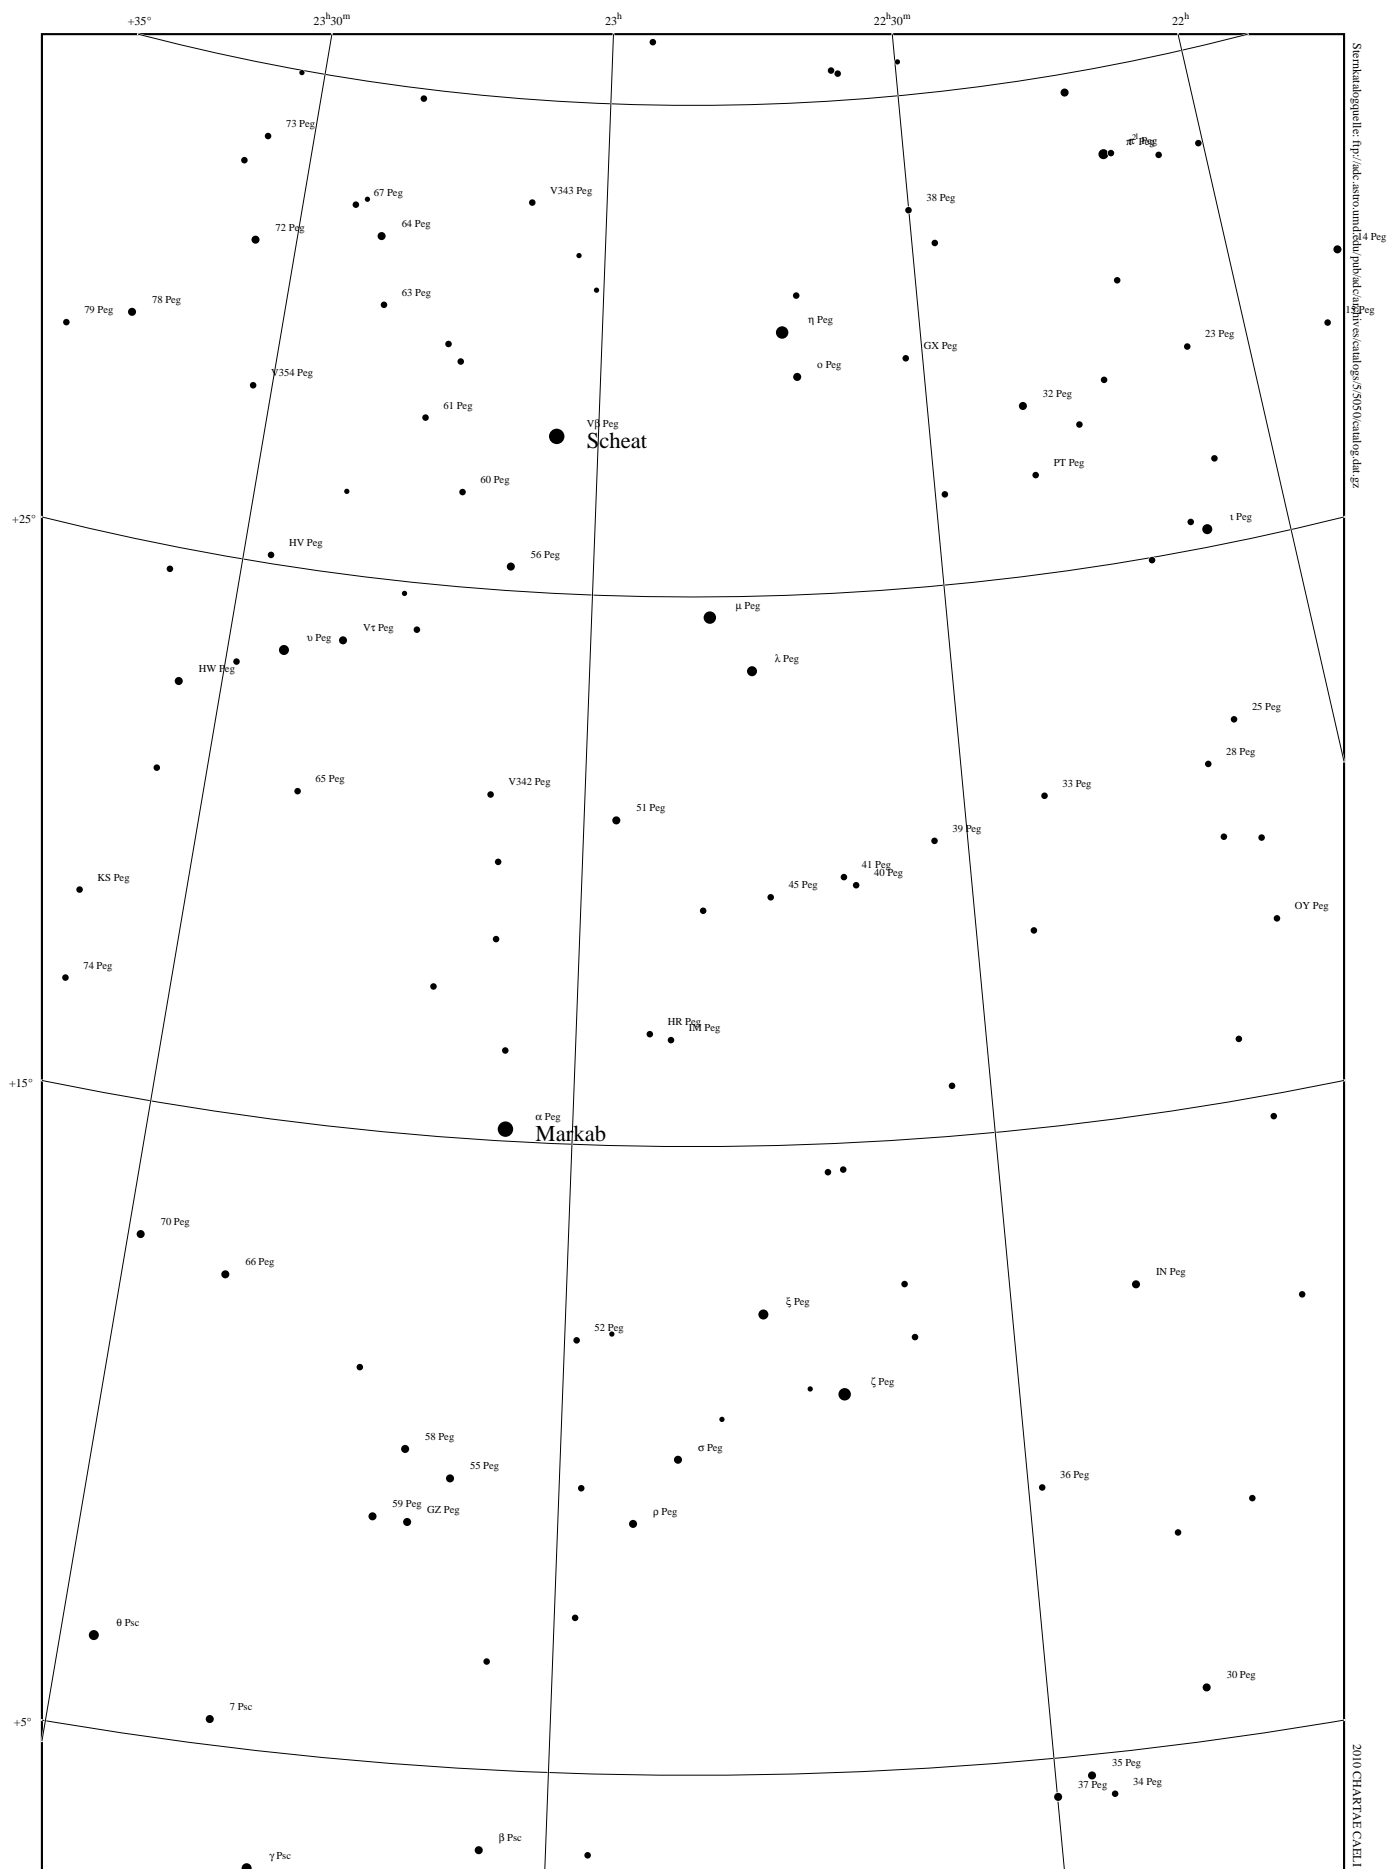 +35° 23h30m 23h 22h30m 22h
73 Peg
π2 Peg
67 Peg
V343 Peg
38 Peg
64 Peg
72 Peg
14 Peg
79 Peg
78 Peg
63 Peg
η Peg
15 Peg
23 Peg
GX Peg
ο Peg
V354 Peg
32 Peg
61 Peg
Vβ Peg
Scheat
PT Peg
60 Peg
+25°
ι Peg
HV Peg
56 Peg
μ Peg
υ Peg
Vτ Peg
λ Peg
HW Peg
25 Peg
28 Peg
65 Peg
V342 Peg
33 Peg
51 Peg
39 Peg
41 Peg
40 Peg
KS Peg
45 Peg
OY Peg
74 Peg
HR Peg
IM Peg
+15°
α Peg
Markab
70 Peg
66 Peg
IN Peg
ξ Peg
52 Peg
ζ Peg
58 Peg
σ Peg
55 Peg
36 Peg
59 Peg
GZ Peg
ρ Peg
θ Psc
30 Peg
7 Psc
+5°
35 Peg
37 Peg
34 Peg
β Psc
γ Psc
Sternkatalogquelle: ftp://adc.astro.umd.edu/pub/adc/archives/catalogs/5/5050/catalog.dat.gz
2010 CHARTAE CAELI